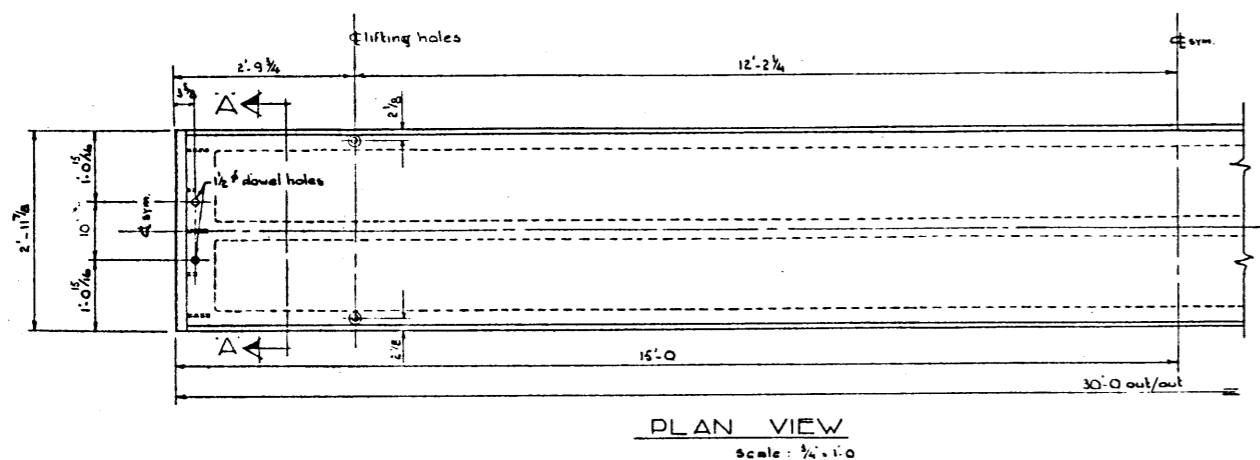 ℄ lifting holes
℄ sym.
2'-9 3/4
12'-2 1/4
3 5/8
A
2 1/8
1'-0 15/16
1 1/2 ⌀ dowel holes
2'-11 7/8
℄ sym.
10"
1'-0 15/16
A
2 1/8
15'-0
30'-0 out/out
PLAN VIEW
Scale : 3/4" = 1'-0